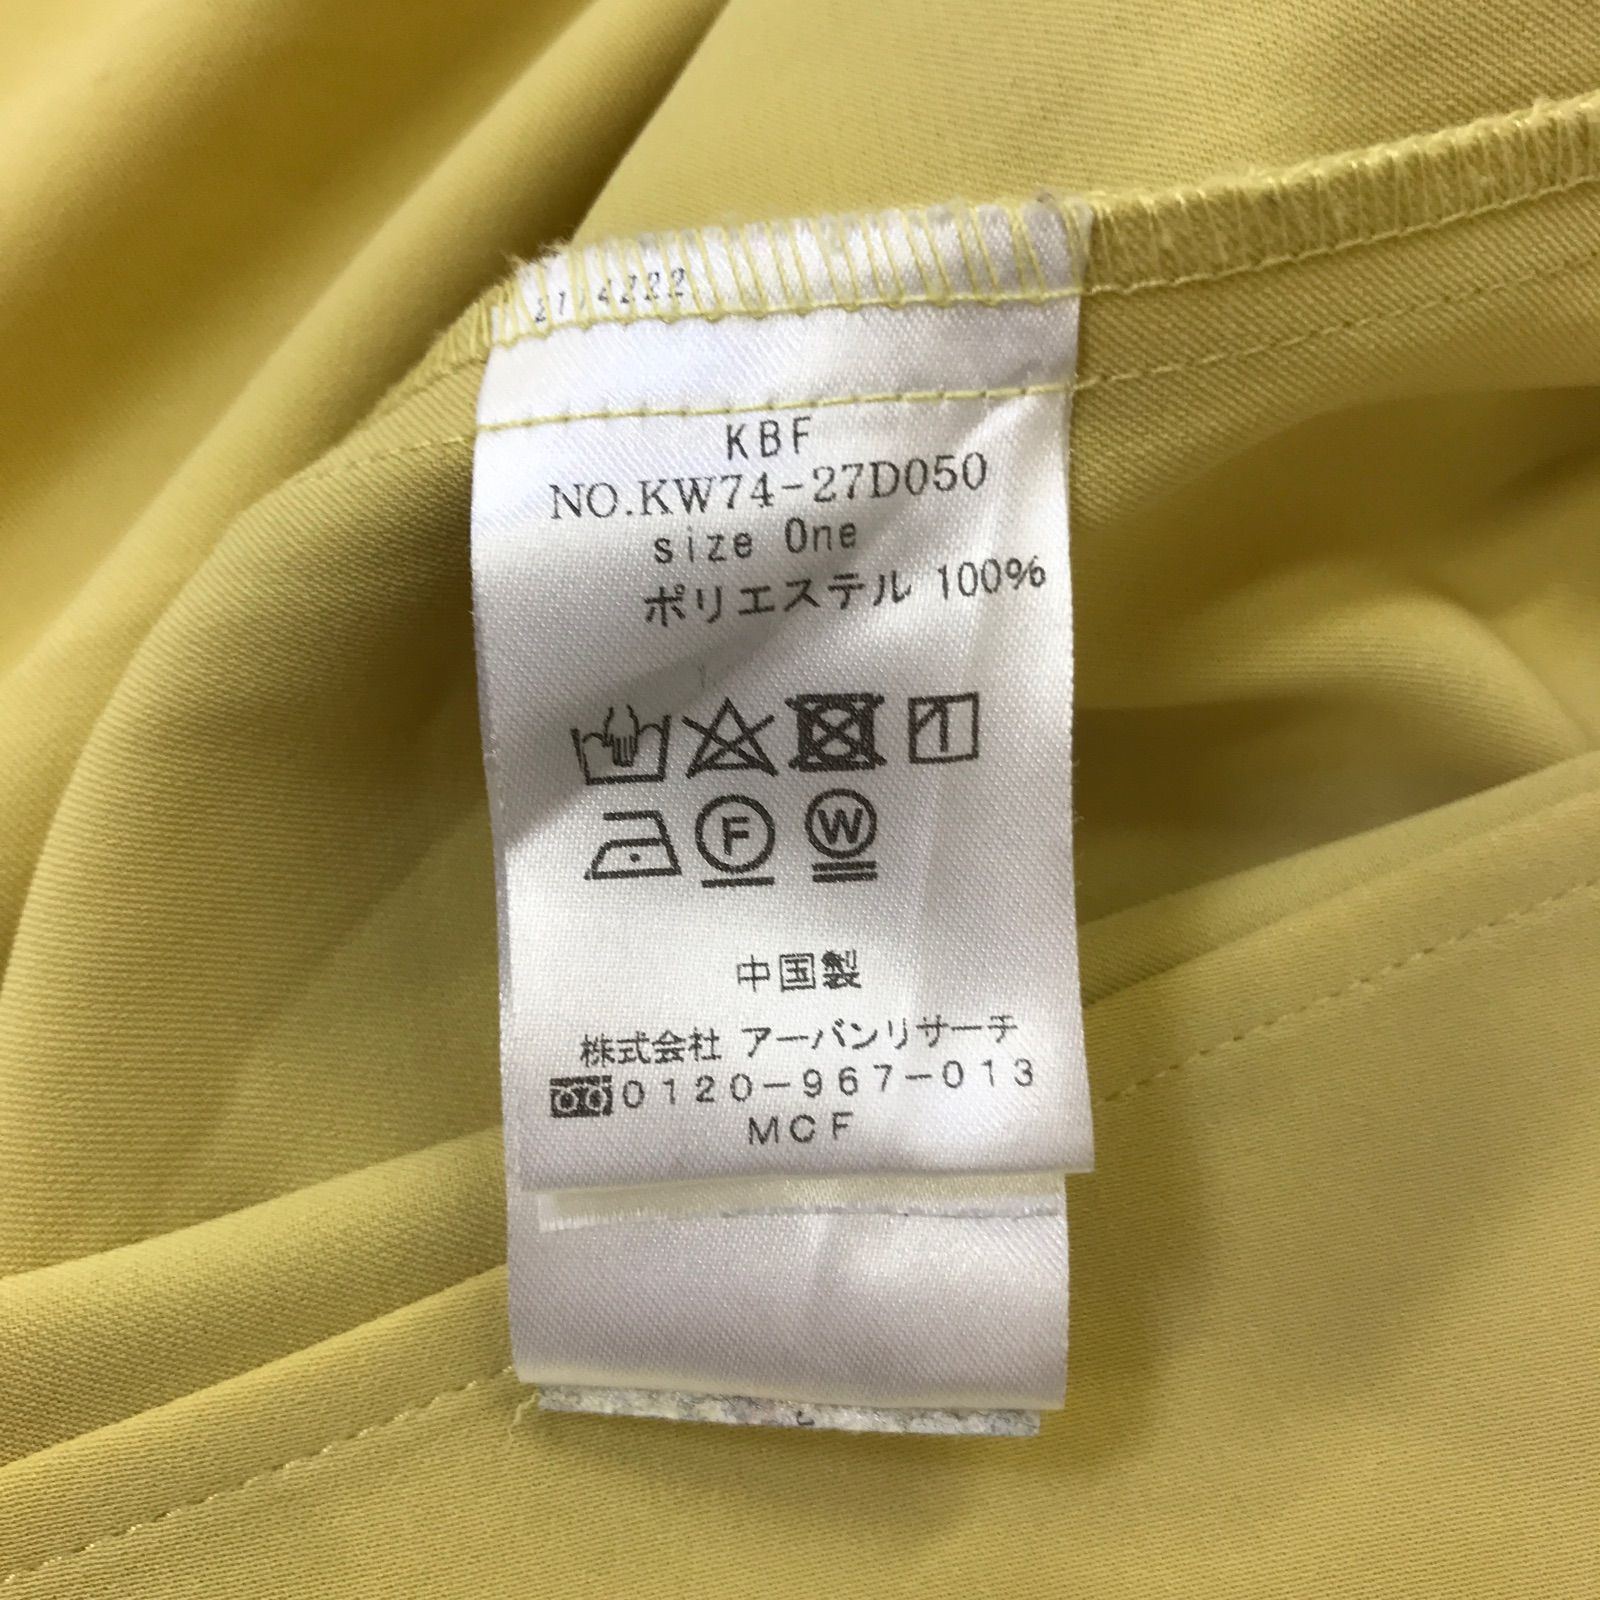 KBF
NO.KW74-27D050
size One
ポリエステル 100%
F W
中国製
株式会社 アーバンリサーチ
0120-967-013
MCF